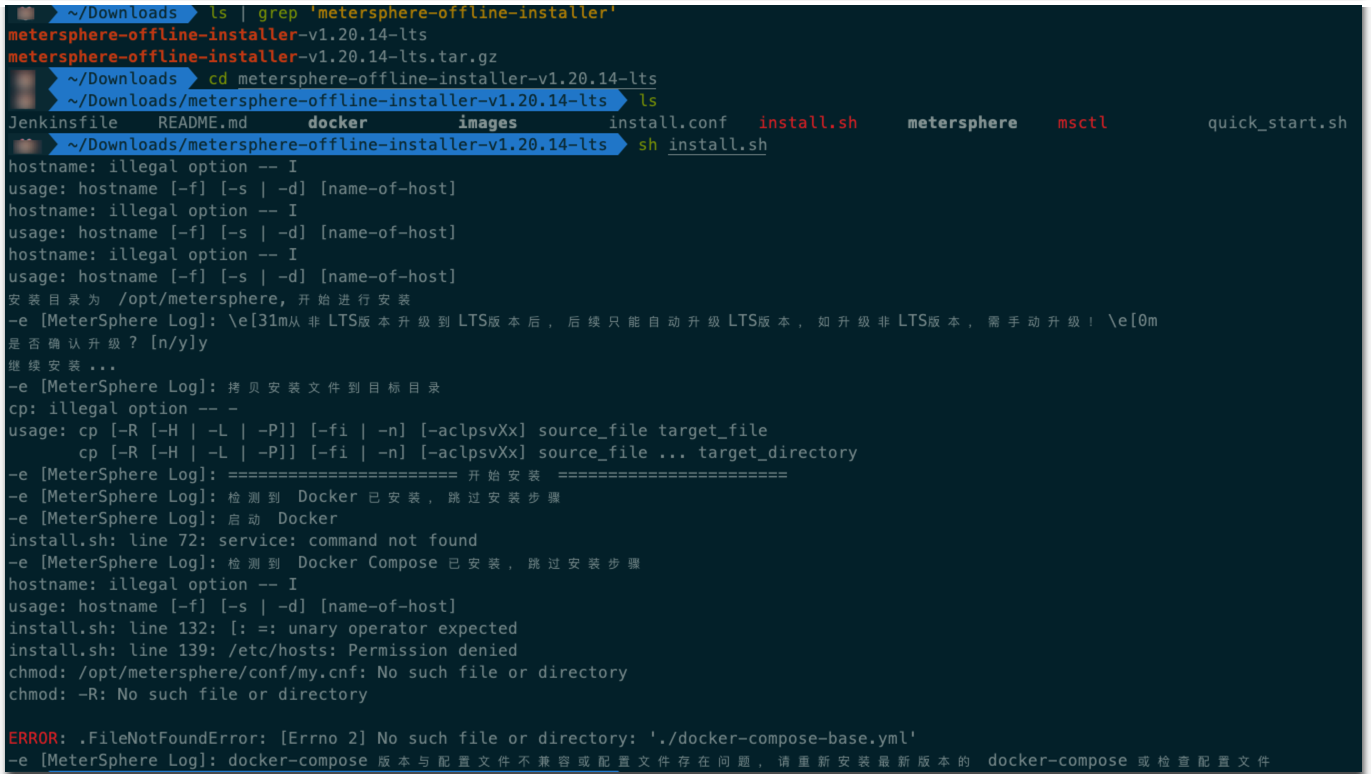 ~/Downloads ls | grep 'metersphere-offline-installer'
metersphere-offline-installer-v1.20.14-lts
metersphere-offline-installer-v1.20.14-lts.tar.gz
~/Downloads cd metersphere-offline-installer-v1.20.14-lts
~/Downloads/metersphere-offline-installer-v1.20.14-lts ls
Jenkinsfile README.md docker images install.conf install.sh metersphere msctl quick_start.sh
~/Downloads/metersphere-offline-installer-v1.20.14-lts sh install.sh
hostname: illegal option -- I
usage: hostname [-f] [-s | -d] [name-of-host]
hostname: illegal option -- I
usage: hostname [-f] [-s | -d] [name-of-host]
hostname: illegal option -- I
usage: hostname [-f] [-s | -d] [name-of-host]
安装目录为 /opt/metersphere, 开始进行安装
-e [MeterSphere Log]: \e[31m从非LTS版本升级到LTS版本后, 后续只能自动升级LTS版本, 如升级非LTS版本, 需手动升级! \e[0m
是否确认升级? [n/y]y
继续安装...
-e [MeterSphere Log]: 拷贝安装文件到目标目录
cp: illegal option -- -
usage: cp [-R [-H | -L | -P]] [-fi | -n] [-aclpsvXx] source_file target_file
       cp [-R [-H | -L | -P]] [-fi | -n] [-aclpsvXx] source_file ... target_directory
-e [MeterSphere Log]: ======================= 开始安装 =======================
-e [MeterSphere Log]: 检测到 Docker 已安装, 跳过安装步骤
-e [MeterSphere Log]: 启动 Docker
install.sh: line 72: service: command not found
-e [MeterSphere Log]: 检测到 Docker Compose 已安装, 跳过安装步骤
hostname: illegal option -- I
usage: hostname [-f] [-s | -d] [name-of-host]
install.sh: line 132: [: =: unary operator expected
install.sh: line 139: /etc/hosts: Permission denied
chmod: /opt/metersphere/conf/my.cnf: No such file or directory
chmod: -R: No such file or directory
ERROR: .FileNotFoundError: [Errno 2] No such file or directory: './docker-compose-base.yml'
-e [MeterSphere Log]: docker-compose 版本与配置文件不兼容或配置文件存在问题, 请重新安装最新版本的 docker-compose 或检查配置文件